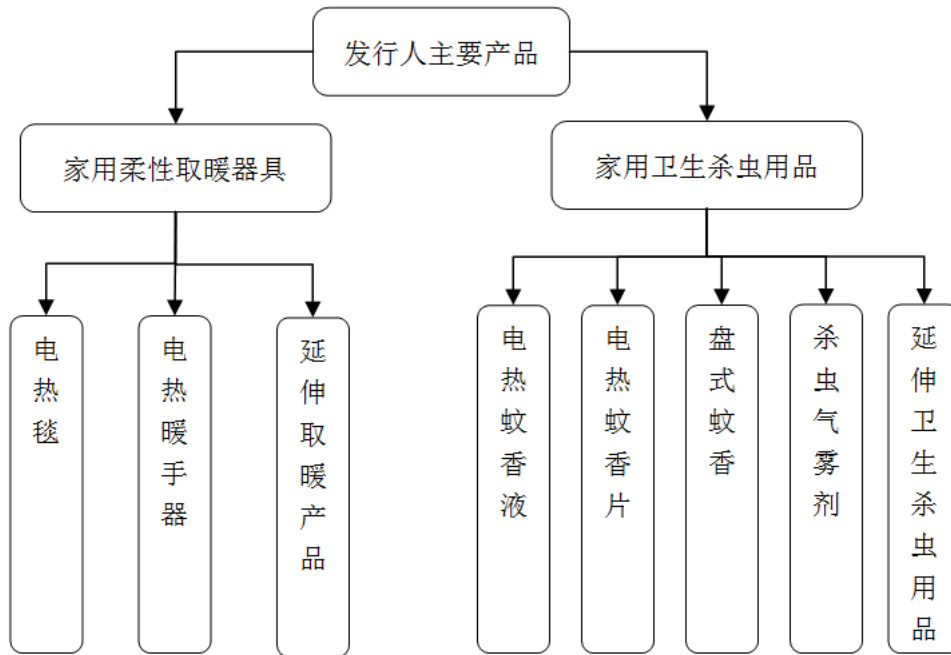 发行人主要产品
家用柔性取暖器具
家用卫生杀虫用品
电热毯
电热暖手器
延伸取暖产品
电热蚊香液
电热蚊香片
盘式蚊香
杀虫气雾剂
延伸卫生杀虫用品